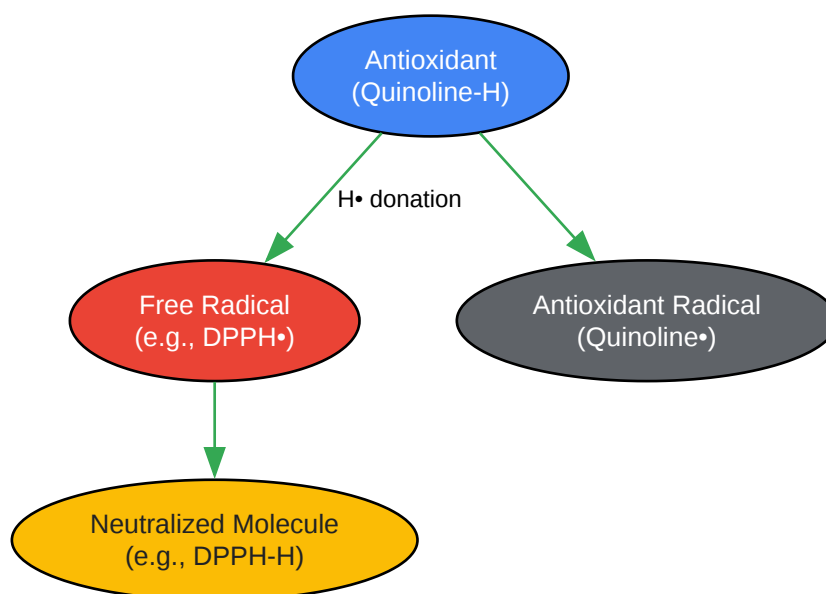 Antioxidant
(Quinoline-H)
H• donation
Free Radical
(e.g., DPPH•)
Antioxidant Radical
(Quinoline•)
Neutralized Molecule
(e.g., DPPH-H)